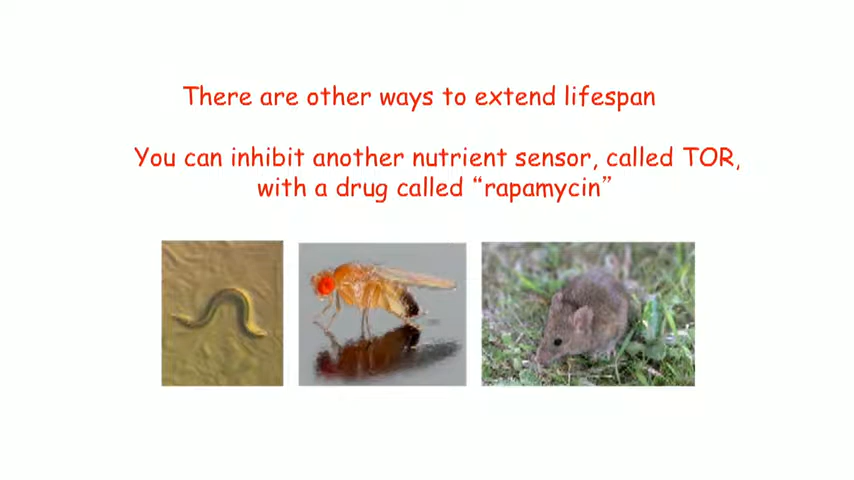 There are other ways to extend lifespan
You can inhibit another nutrient sensor, called TOR,
with a drug called “rapamycin”